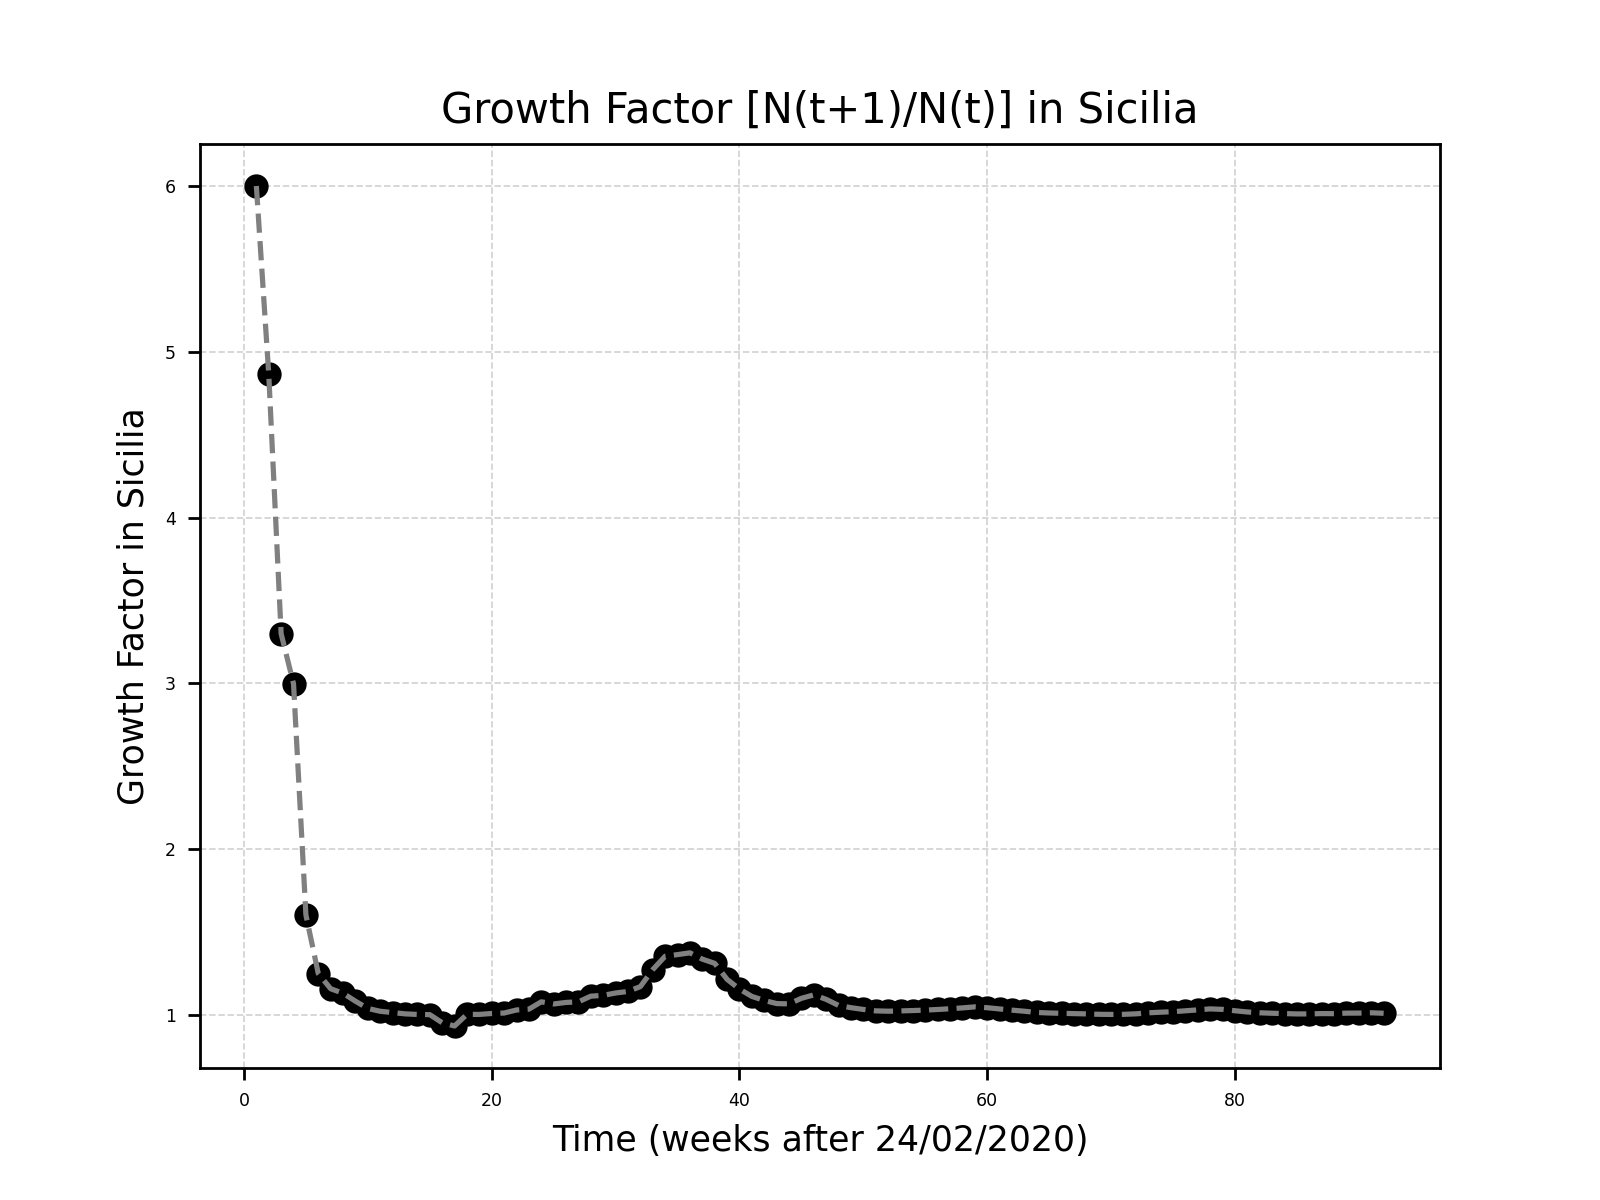 Growth Factor [N(t+1)/N(t)] in Sicilia
Growth Factor in Sicilia
6
5
4
3
2
1
0 20 40 60 80
Time (weeks after 24/02/2020)